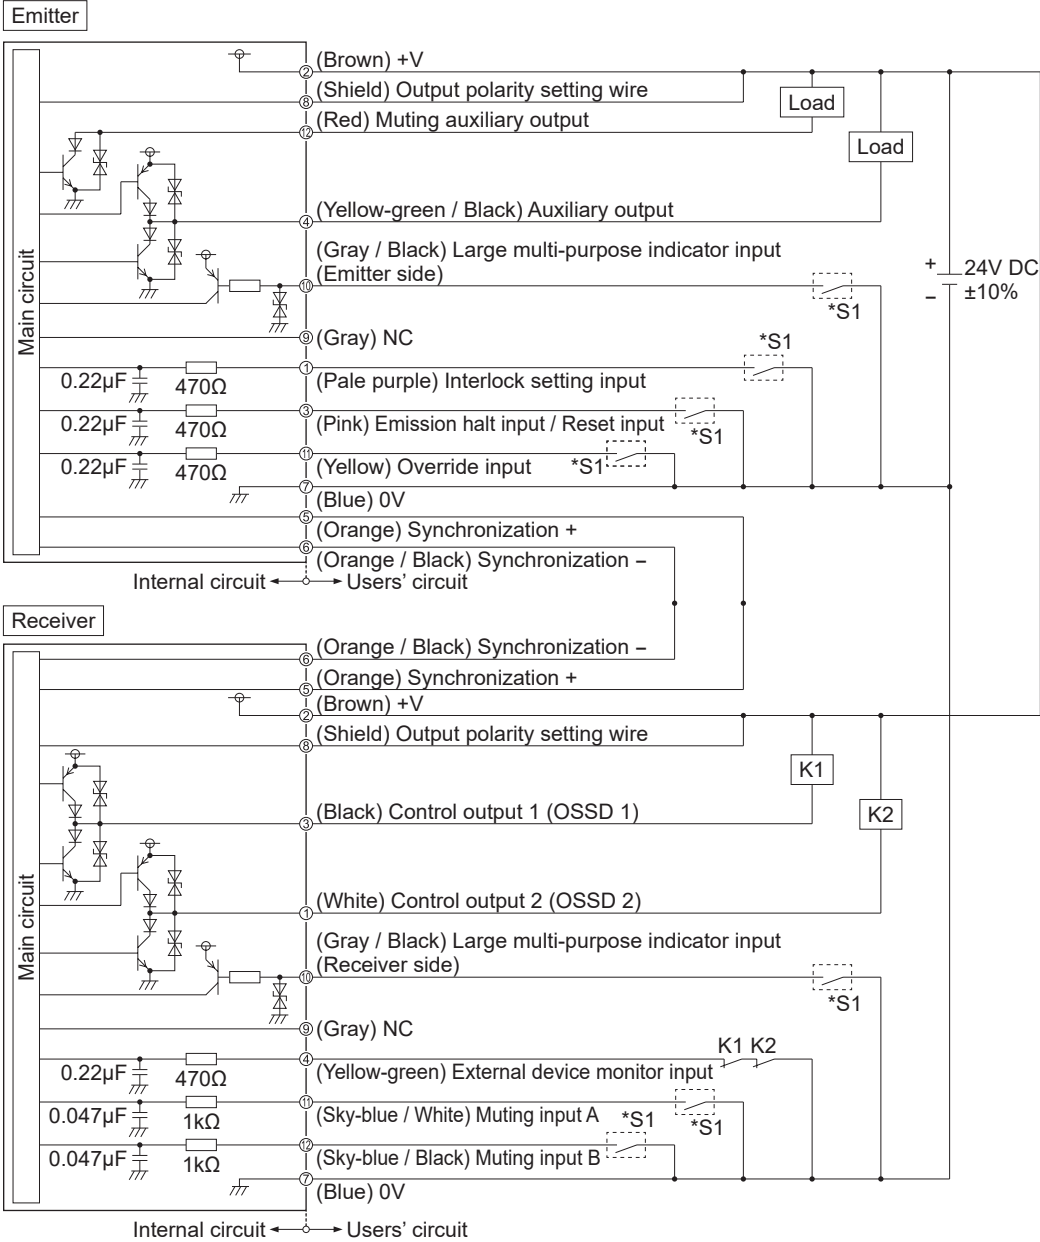 Emitter
(Brown) +V
②
(Shield) Output polarity setting wire
⑧
Load
(Red) Muting auxiliary output
⑫
Load
(Yellow-green / Black) Auxiliary output
④
(Gray / Black) Large multi-purpose indicator input
(Emitter side)
⑩
*S1
+
−
24V DC
±10%
Main circuit
⑨ (Gray) NC
*S1
①
0.22µF
470Ω
(Pale purple) Interlock setting input
③
0.22µF
470Ω
(Pink) Emission halt input / Reset input
*S1
⑪
0.22µF
470Ω
(Yellow) Override input
*S1
⑦
(Blue) 0V
⑤
(Orange) Synchronization +
⑥
(Orange / Black) Synchronization −
Internal circuit
Users' circuit
Receiver
(Orange / Black) Synchronization −
⑥
(Orange) Synchronization +
⑤
(Brown) +V
②
(Shield) Output polarity setting wire
⑧
K1
(Black) Control output 1 (OSSD 1)
③
K2
(White) Control output 2 (OSSD 2)
①
(Gray / Black) Large multi-purpose indicator input
(Receiver side)
⑩
*S1
Main circuit
⑨ (Gray) NC
K1 K2
④
0.22µF
470Ω
(Yellow-green) External device monitor input
⑪
0.047µF
1kΩ
(Sky-blue / White) Muting input A
*S1
*S1
⑫
0.047µF
1kΩ
(Sky-blue / Black) Muting input B
⑦
(Blue) 0V
Internal circuit
Users' circuit